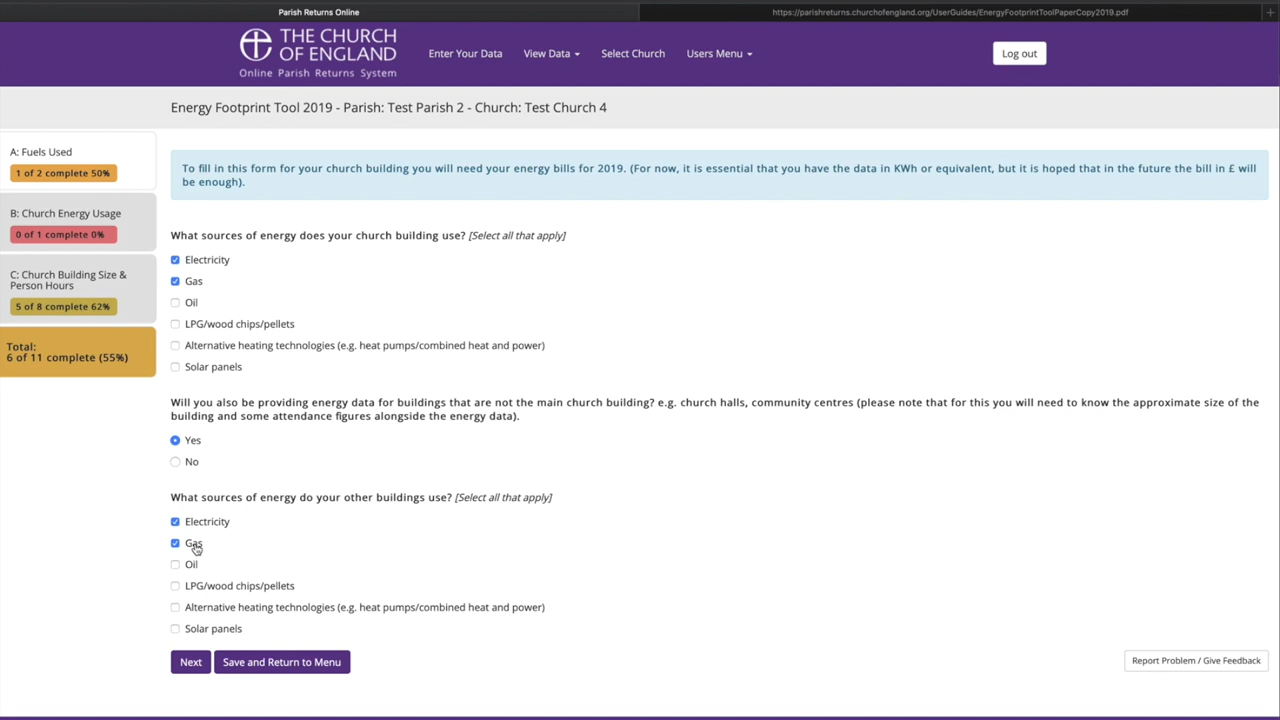 Parish Returns Online
https://parishreturns.churchofengland.org/UserGuides/EnergyFootprintToolPaperCopy2019.pdf
THE CHURCH
OF ENGLAND
Online Parish Returns System
Enter Your Data
View Data
Select Church
Users Menu
Log out
Energy Footprint Tool 2019 - Parish: Test Parish 2 - Church: Test Church 4
A: Fuels Used
1 of 2 complete 50%
B: Church Energy Usage
0 of 1 complete 0%
C: Church Building Size &
Person Hours
5 of 8 complete 62%
Total:
6 of 11 complete (55%)
To fill in this form for your church building you will need your energy bills for 2019. (For now, it is essential that you have the data in KWh or equivalent, but it is hoped that in the future the bill in £ will
be enough).
What sources of energy does your church building use? [Select all that apply]
Electricity
Gas
Oil
LPG/wood chips/pellets
Alternative heating technologies (e.g. heat pumps/combined heat and power)
Solar panels
Will you also be providing energy data for buildings that are not the main church building? e.g. church halls, community centres (please note that for this you will need to know the approximate size of the
building and some attendance figures alongside the energy data).
Yes
No
What sources of energy do your other buildings use? [Select all that apply]
Electricity
Gas
Oil
LPG/wood chips/pellets
Alternative heating technologies (e.g. heat pumps/combined heat and power)
Solar panels
Next
Save and Return to Menu
Report Problem / Give Feedback